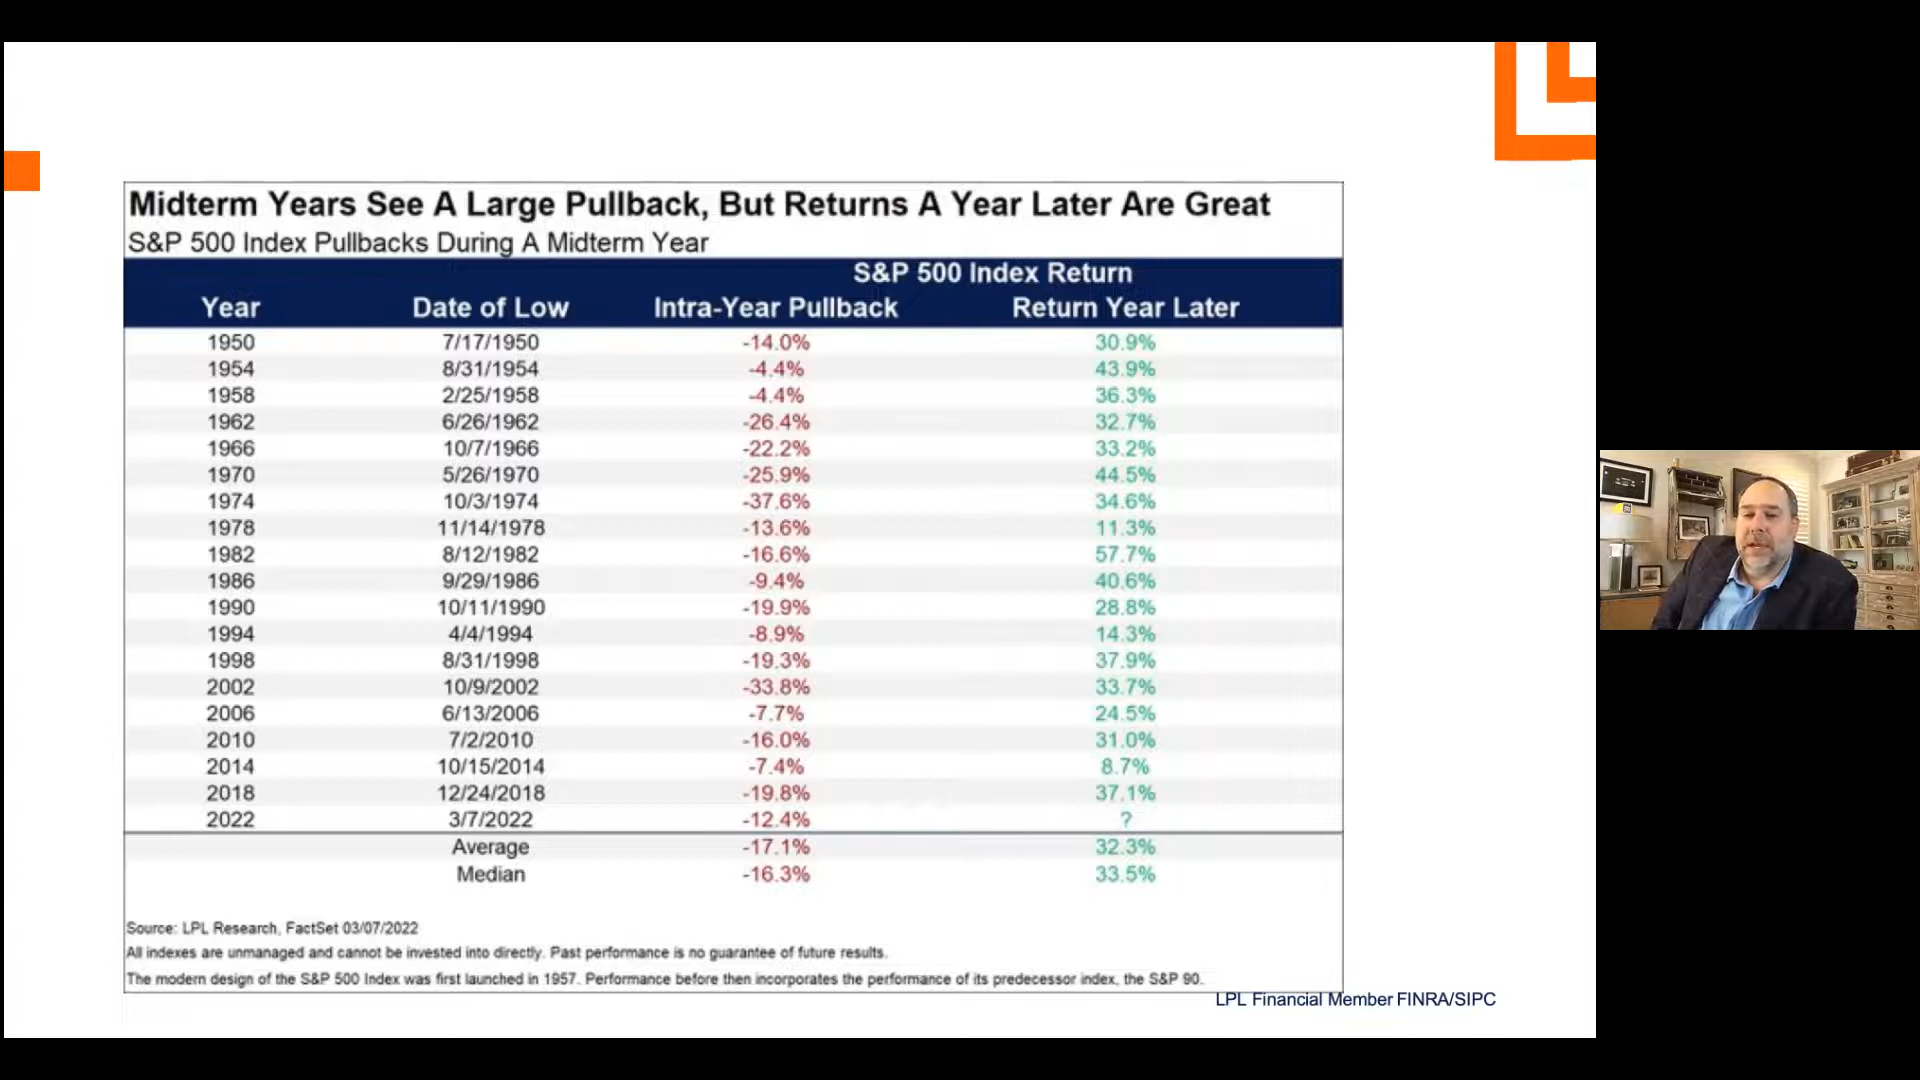 Midterm Years See A Large Pullback, But Returns A Year Later Are Great
S&P 500 Index Pullbacks During A Midterm Year
S&P 500 Index Return
Year Date of Low Intra-Year Pullback Return Year Later
1950 7/17/1950 -14.0% 30.9%
1954 8/31/1954 -4.4% 43.9%
1958 2/25/1958 -4.4% 36.3%
1962 6/26/1962 -26.4% 32.7%
1966 10/7/1966 -22.2% 33.2%
1970 5/26/1970 -25.9% 44.5%
1974 10/3/1974 -37.6% 34.6%
1978 11/14/1978 -13.6% 11.3%
1982 8/12/1982 -16.6% 57.7%
1986 9/29/1986 -9.4% 40.6%
1990 10/11/1990 -19.9% 28.8%
1994 4/4/1994 -8.9% 14.3%
1998 8/31/1998 -19.3% 37.9%
2002 10/9/2002 -33.8% 33.7%
2006 6/13/2006 -7.7% 24.5%
2010 7/2/2010 -16.0% 31.0%
2014 10/15/2014 -7.4% 8.7%
2018 12/24/2018 -19.8% 37.1%
2022 3/7/2022 -12.4% ?
Average -17.1% 32.3%
Median -16.3% 33.5%
Source: LPL Research, FactSet 03/07/2022
All indexes are unmanaged and cannot be invested into directly. Past performance is no guarantee of future results.
The modern design of the S&P 500 Index was first launched in 1957. Performance before then incorporates the performance of its predecessor index, the S&P 90.
LPL Financial Member FINRA/SIPC